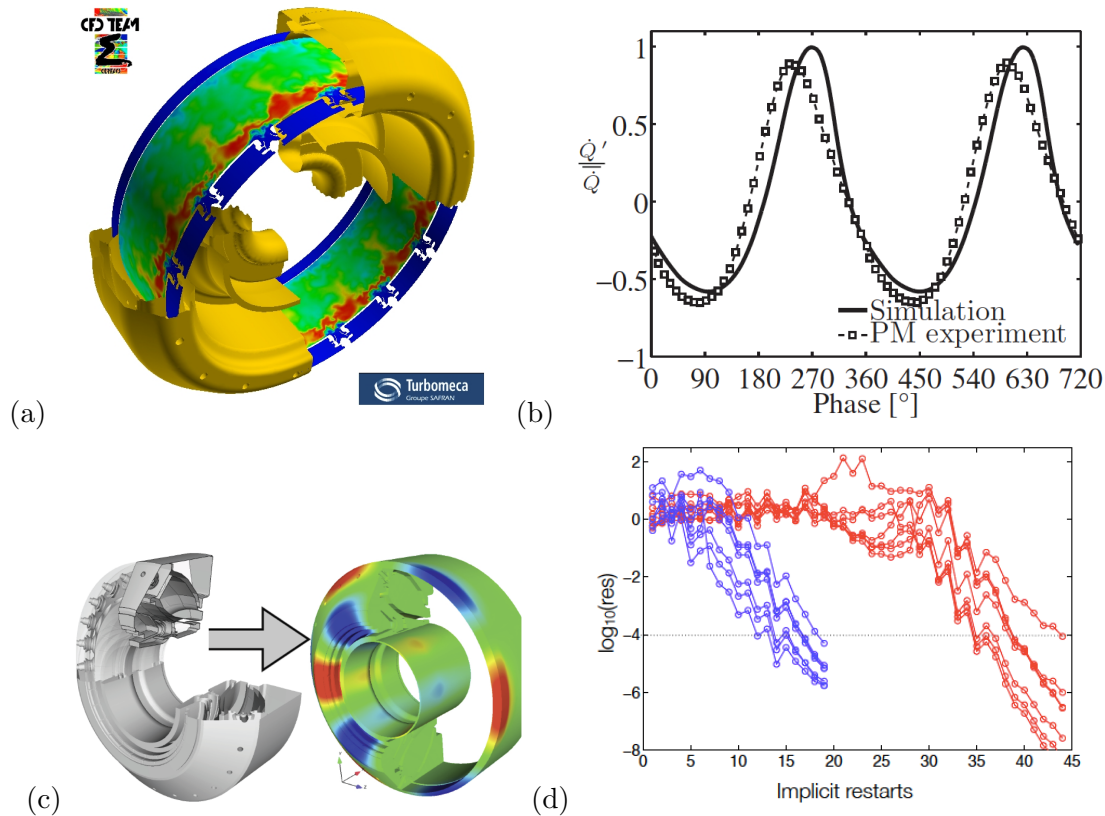 CFD TEAM
CERFACS
Turbomeca
Groupe SAFRAN
(a)
1
0.5
0
−0.5
−1
Q̇′
Q̇̅
Simulation
PM experiment
0 90 180 270 360 450 540 630 720
Phase [°]
(b)
(c)
2
0
−2
−4
−6
−8
log₁₀(res)
0 5 10 15 20 25 30 35 40 45
Implicit restarts
(d)